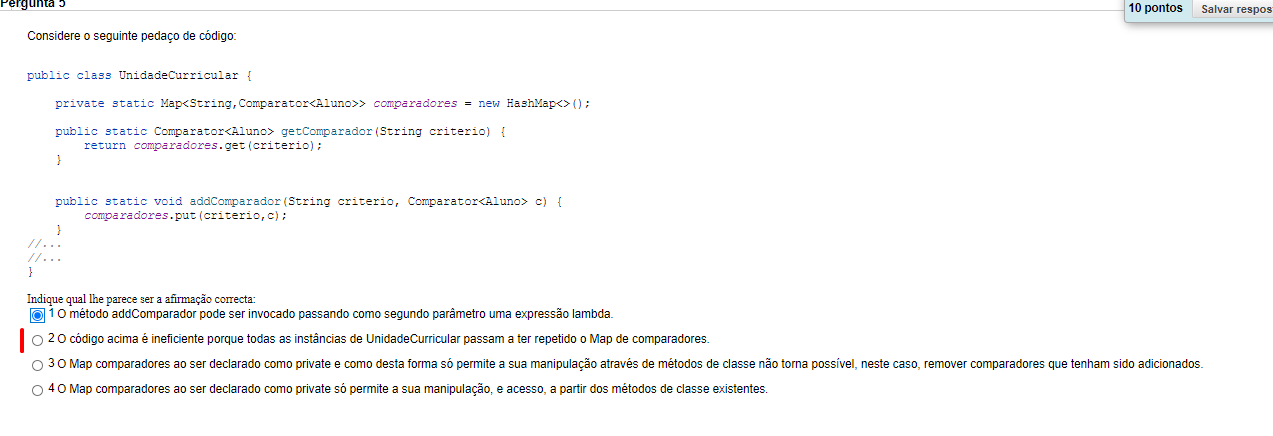 Pergunta 5
10 pontos
Salvar respos
Considere o seguinte pedaço de código:
public class UnidadeCurricular {
private static Map<String,Comparator<Aluno>> comparadores = new HashMap<>();
public static Comparator<Aluno> getComparador(String criterio) {
return comparadores.get(criterio);
}
public static void addComparador(String criterio, Comparator<Aluno> c) {
comparadores.put(criterio,c);
}
//...
//...
}
Indique qual lhe parece ser a afirmação correcta:
1 O método addComparador pode ser invocado passando como segundo parâmetro uma expressão lambda.
2 O código acima é ineficiente porque todas as instâncias de UnidadeCurricular passam a ter repetido o Map de comparadores.
3 O Map comparadores ao ser declarado como private e como desta forma só permite a sua manipulação através de métodos de classe não torna possível, neste caso, remover comparadores que tenham sido adicionados.
4 O Map comparadores ao ser declarado como private só permite a sua manipulação, e acesso, a partir dos métodos de classe existentes.